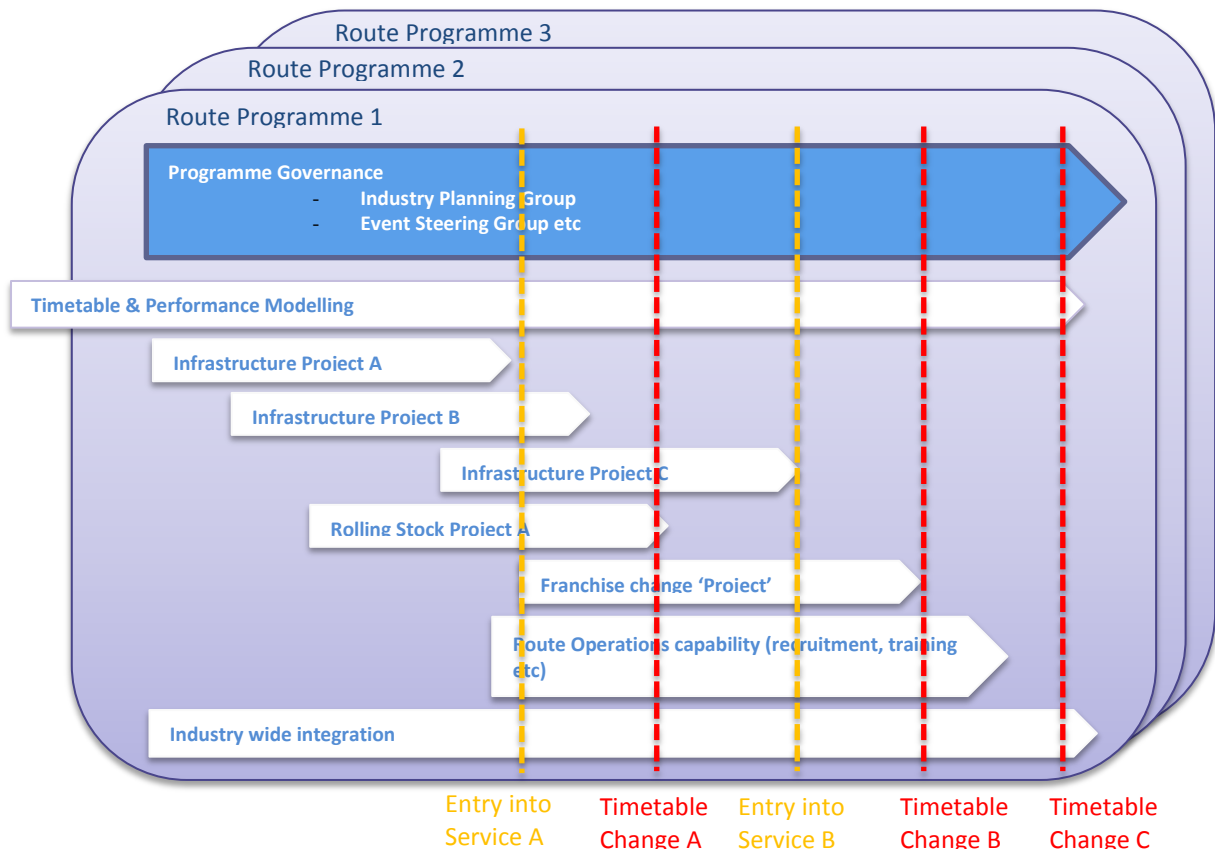 Route Programme 3
Route Programme 2
Route Programme 1
Programme Governance
- Industry Planning Group
- Event Steering Group etc
Timetable & Performance Modelling
Infrastructure Project A
Infrastructure Project B
Infrastructure Project C
Rolling Stock Project A
Franchise change ‘Project’
Route Operations capability (recruitment, training
etc)
Industry wide integration
Entry into
Service A
Timetable
Change A
Entry into
Service B
Timetable
Change B
Timetable
Change C